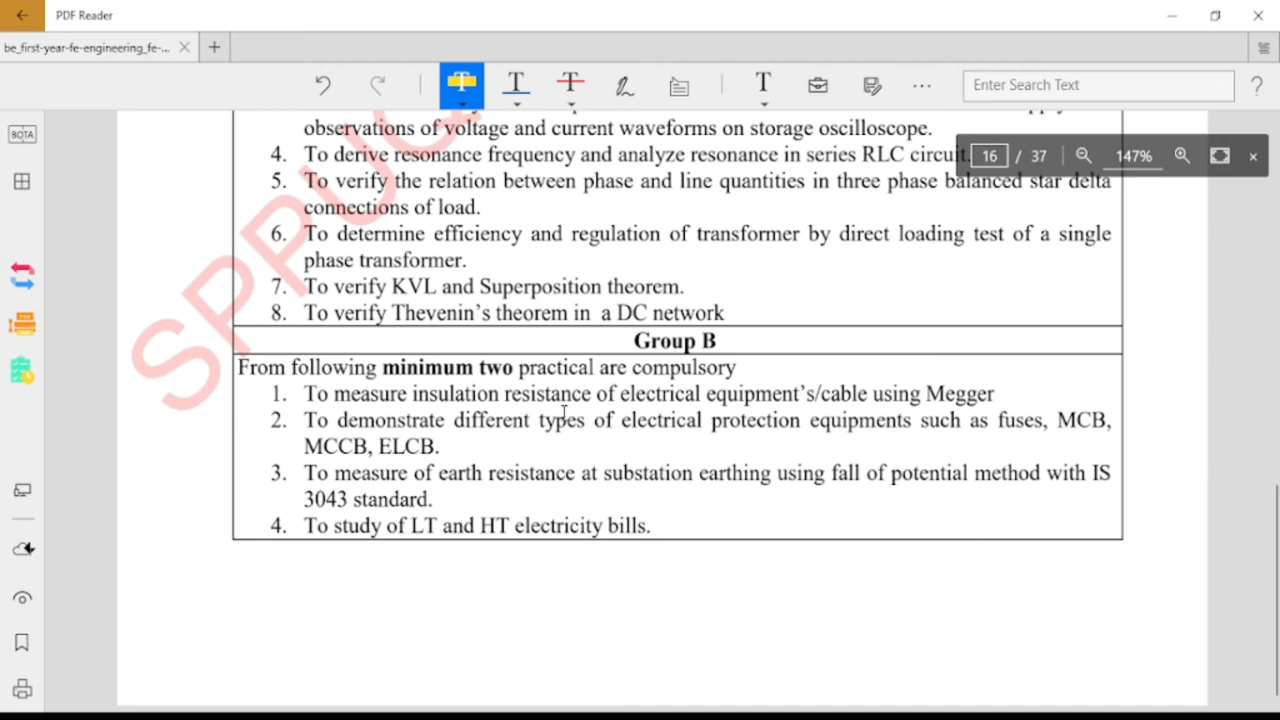 PDF Reader
be_first-year-fe-engineering_fe-...
Enter Search Text
16 / 37 147%
SPPU
observations of voltage and current waveforms on storage oscilloscope.
4. To derive resonance frequency and analyze resonance in series RLC circuit.
5. To verify the relation between phase and line quantities in three phase balanced star delta
connections of load.
6. To determine efficiency and regulation of transformer by direct loading test of a single
phase transformer.
7. To verify KVL and Superposition theorem.
8. To verify Thevenin's theorem in a DC network
Group B
From following minimum two practical are compulsory
1. To measure insulation resistance of electrical equipment's/cable using Megger
2. To demonstrate different types of electrical protection equipments such as fuses, MCB,
MCCB, ELCB.
3. To measure of earth resistance at substation earthing using fall of potential method with IS
3043 standard.
4. To study of LT and HT electricity bills.